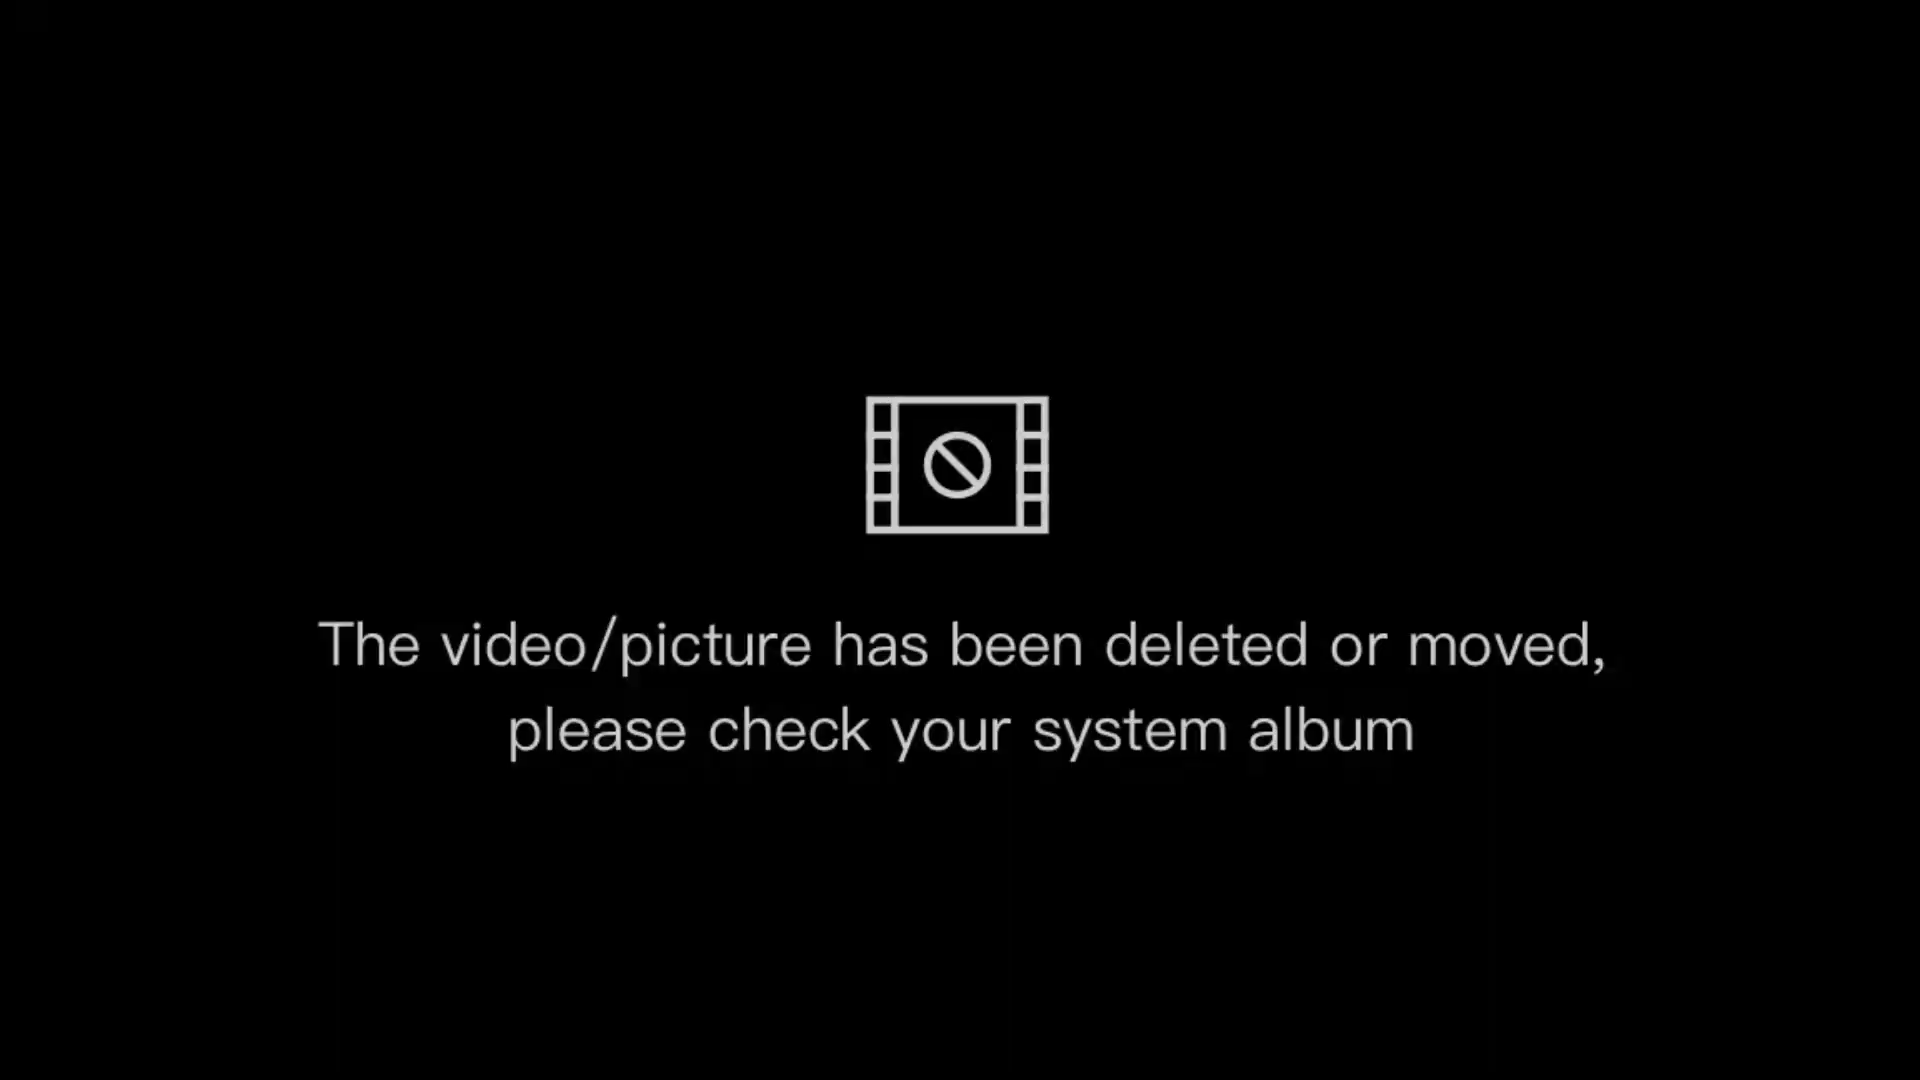 The video/picture has been deleted or moved,
please check your system album